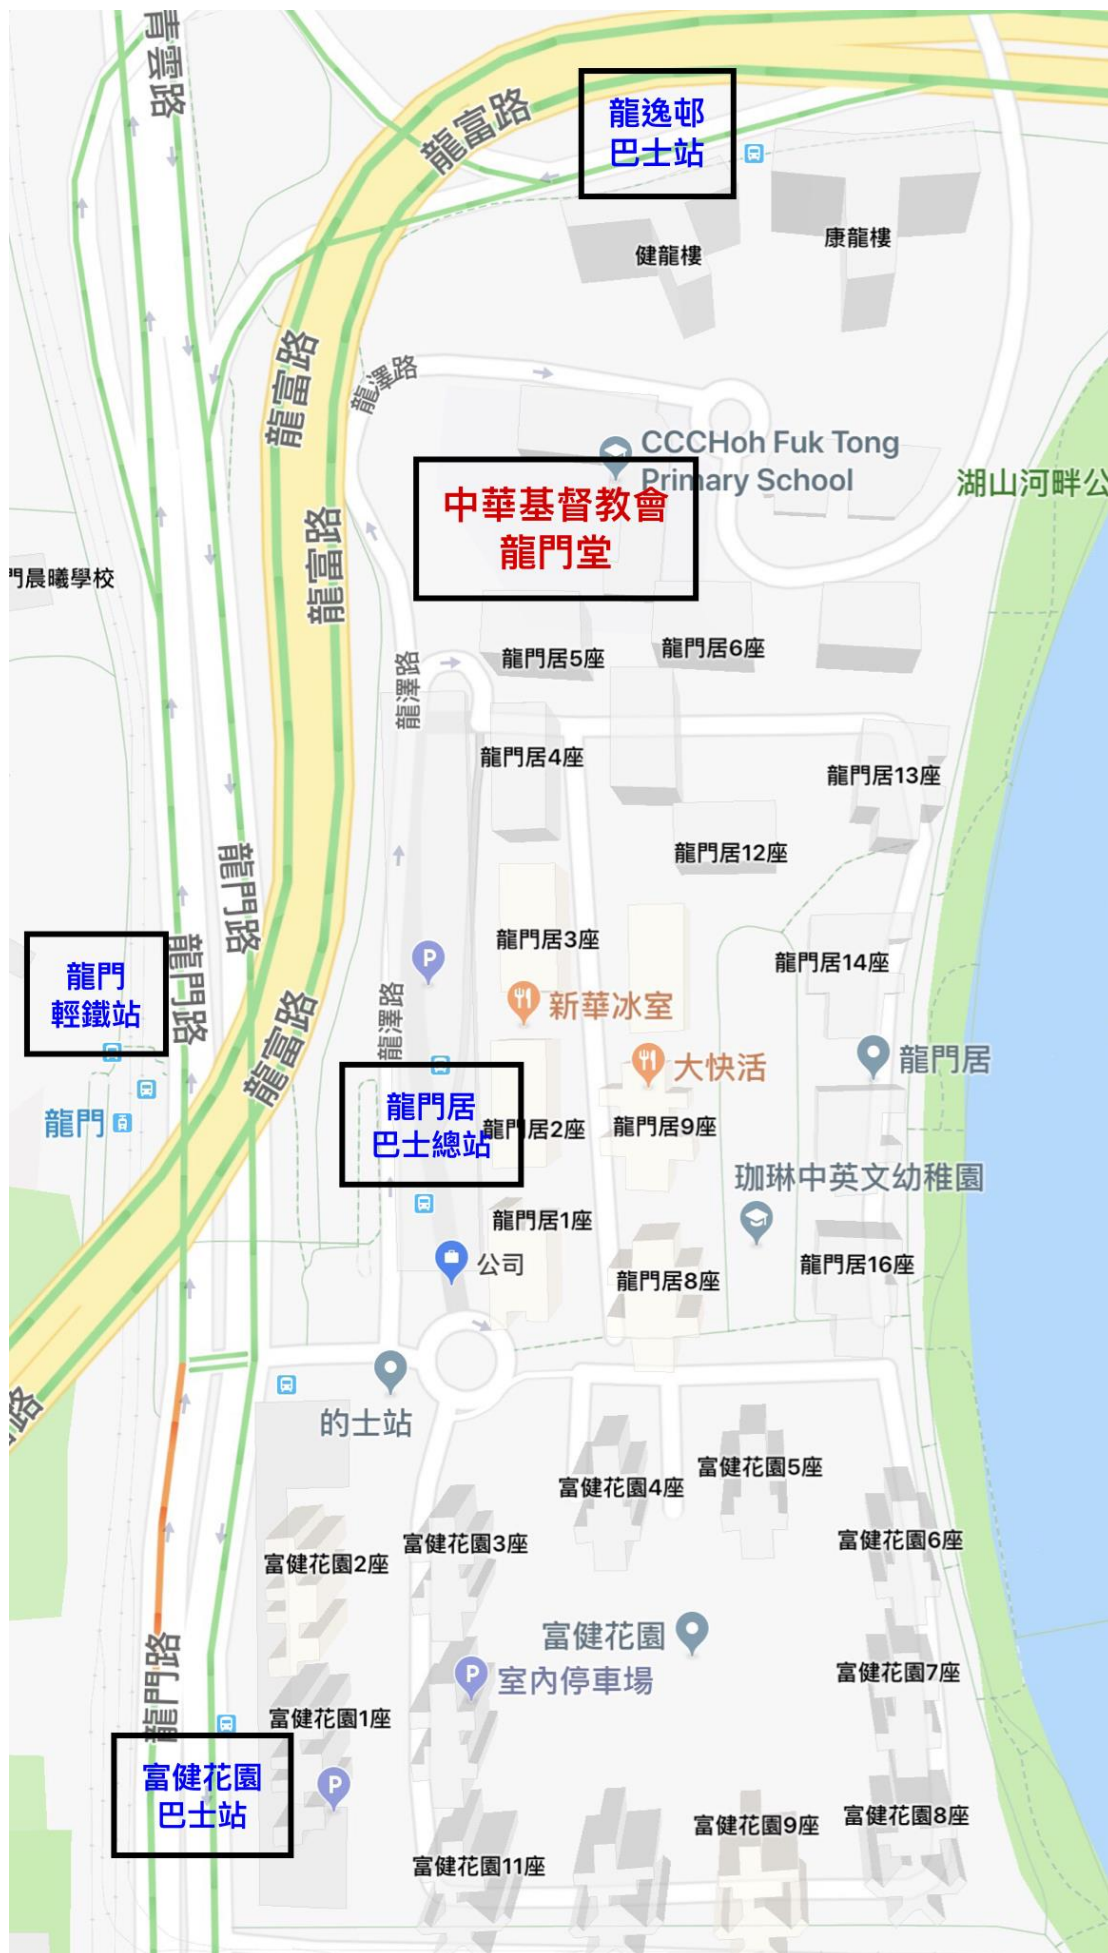 青雲路
龍富路
龍逸邨
巴士站
健龍樓
康龍樓
龍富路
龍澤路
CCCHoh Fuk Tong
Primary School
中華基督教會
龍門堂
湖山河畔公
龍富路
門晨曦學校
龍門居5座
龍門居6座
龍澤路
龍門居4座
龍門居13座
龍門居12座
龍門路
龍門居3座
龍門居14座
龍門
輕鐵站
龍門路
P
新華冰室
龍澤路
龍富路
大快活
龍門居
龍門
龍門居
巴士總站
龍門居2座
龍門居9座
珈琳中英文幼稚園
龍門居1座
公司
龍門居8座
龍門居16座
路
的士站
富健花園4座
富健花園5座
富健花園3座
富健花園6座
富健花園2座
富健花園
室內停車場
P
富健花園7座
龍門路
富健花園1座
富健花園
巴士站
P
富健花園9座
富健花園8座
富健花園11座